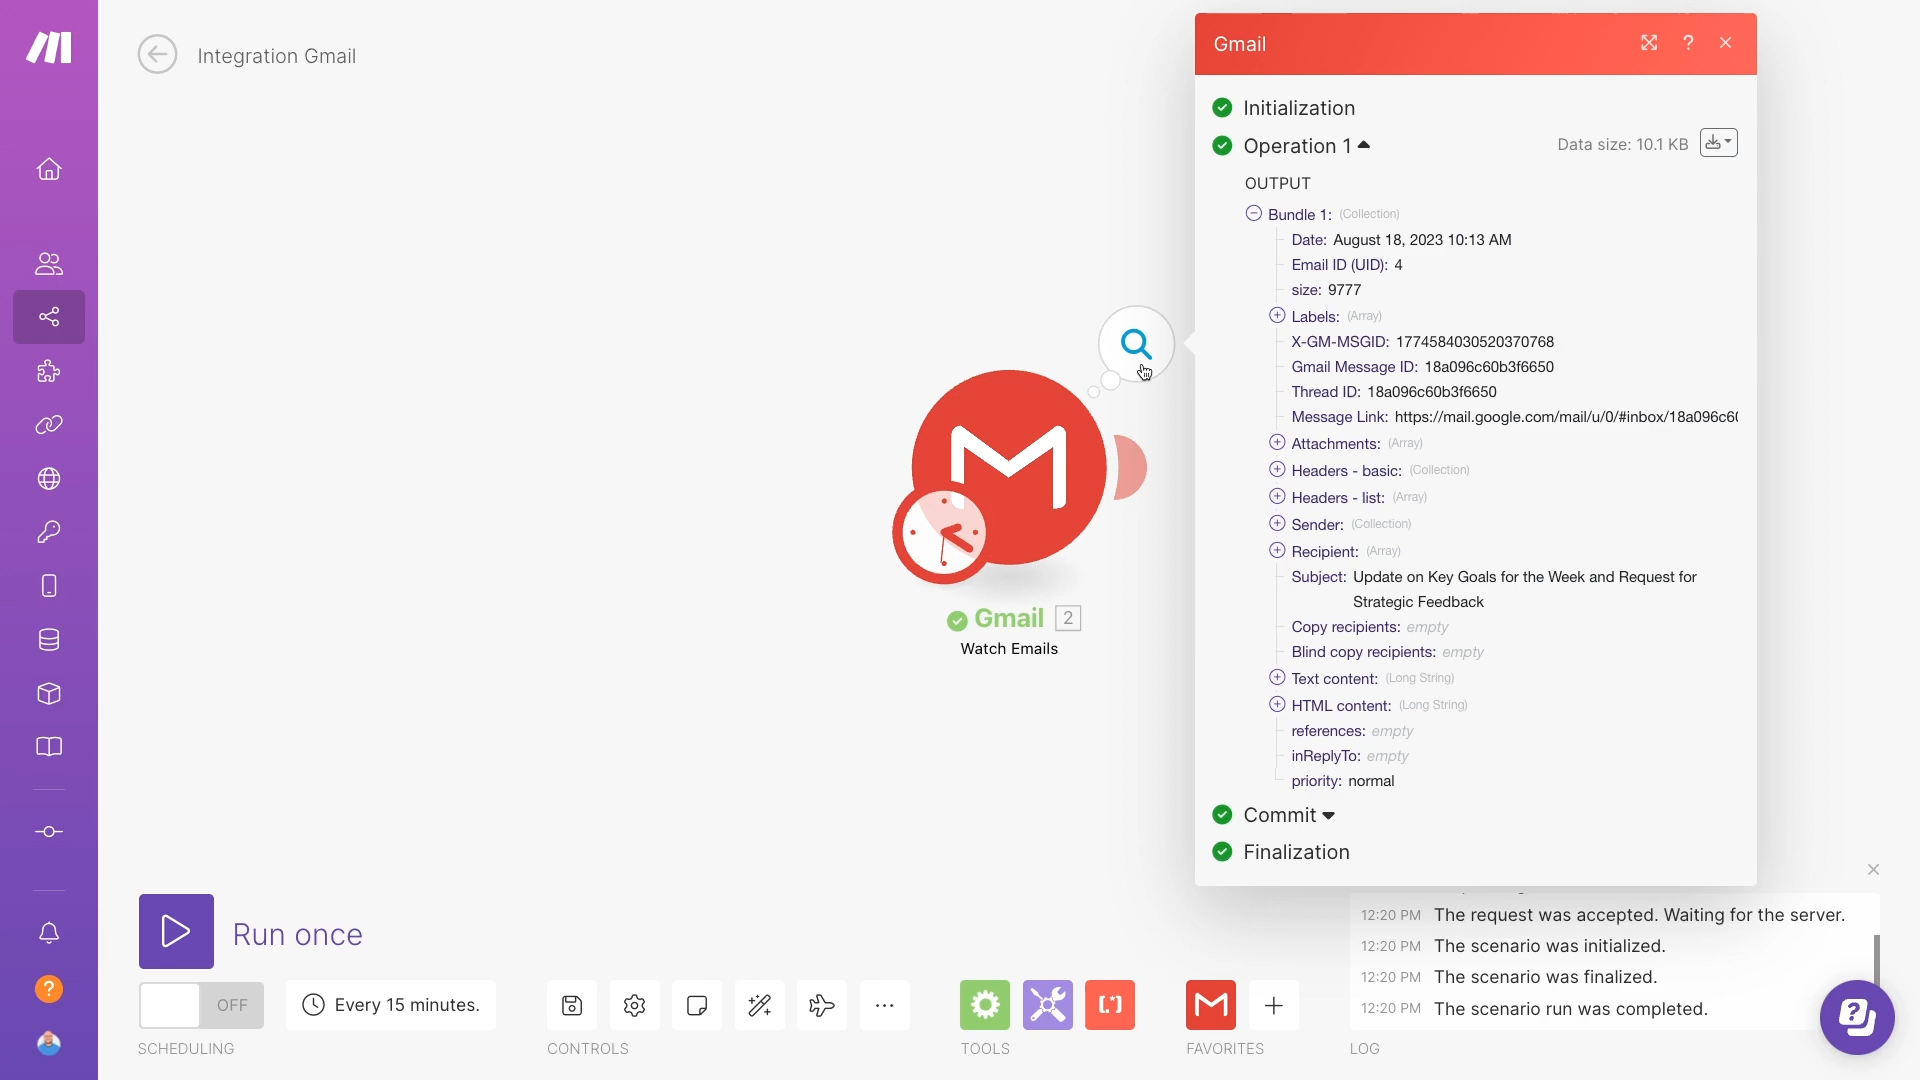 Integration Gmail
Gmail
?
Initialization
Operation 1
Data size: 10.1 KB
OUTPUT
Bundle 1: (Collection)
Date: August 18, 2023 10:13 AM
Email ID (UID): 4
size: 9777
Labels: (Array)
X-GM-MSGID: 1774584030520370768
Gmail Message ID: 18a096c60b3f6650
Thread ID: 18a096c60b3f6650
Message Link: https://mail.google.com/mail/u/0/#inbox/18a096c6
Attachments: (Array)
Headers - basic: (Collection)
Headers - list: (Array)
Sender: (Collection)
Recipient: (Array)
Subject: Update on Key Goals for the Week and Request for
Strategic Feedback
Copy recipients: empty
Blind copy recipients: empty
Text content: (Long String)
HTML content: (Long String)
references: empty
inReplyTo: empty
priority: normal
Commit
Finalization
Gmail 2
Watch Emails
Run once
OFF
Every 15 minutes.
SCHEDULING
CONTROLS
[.*]
TOOLS
FAVORITES
12:20 PM The request was accepted. Waiting for the server.
12:20 PM The scenario was initialized.
12:20 PM The scenario was finalized.
12:20 PM The scenario run was completed.
LOG
?
?